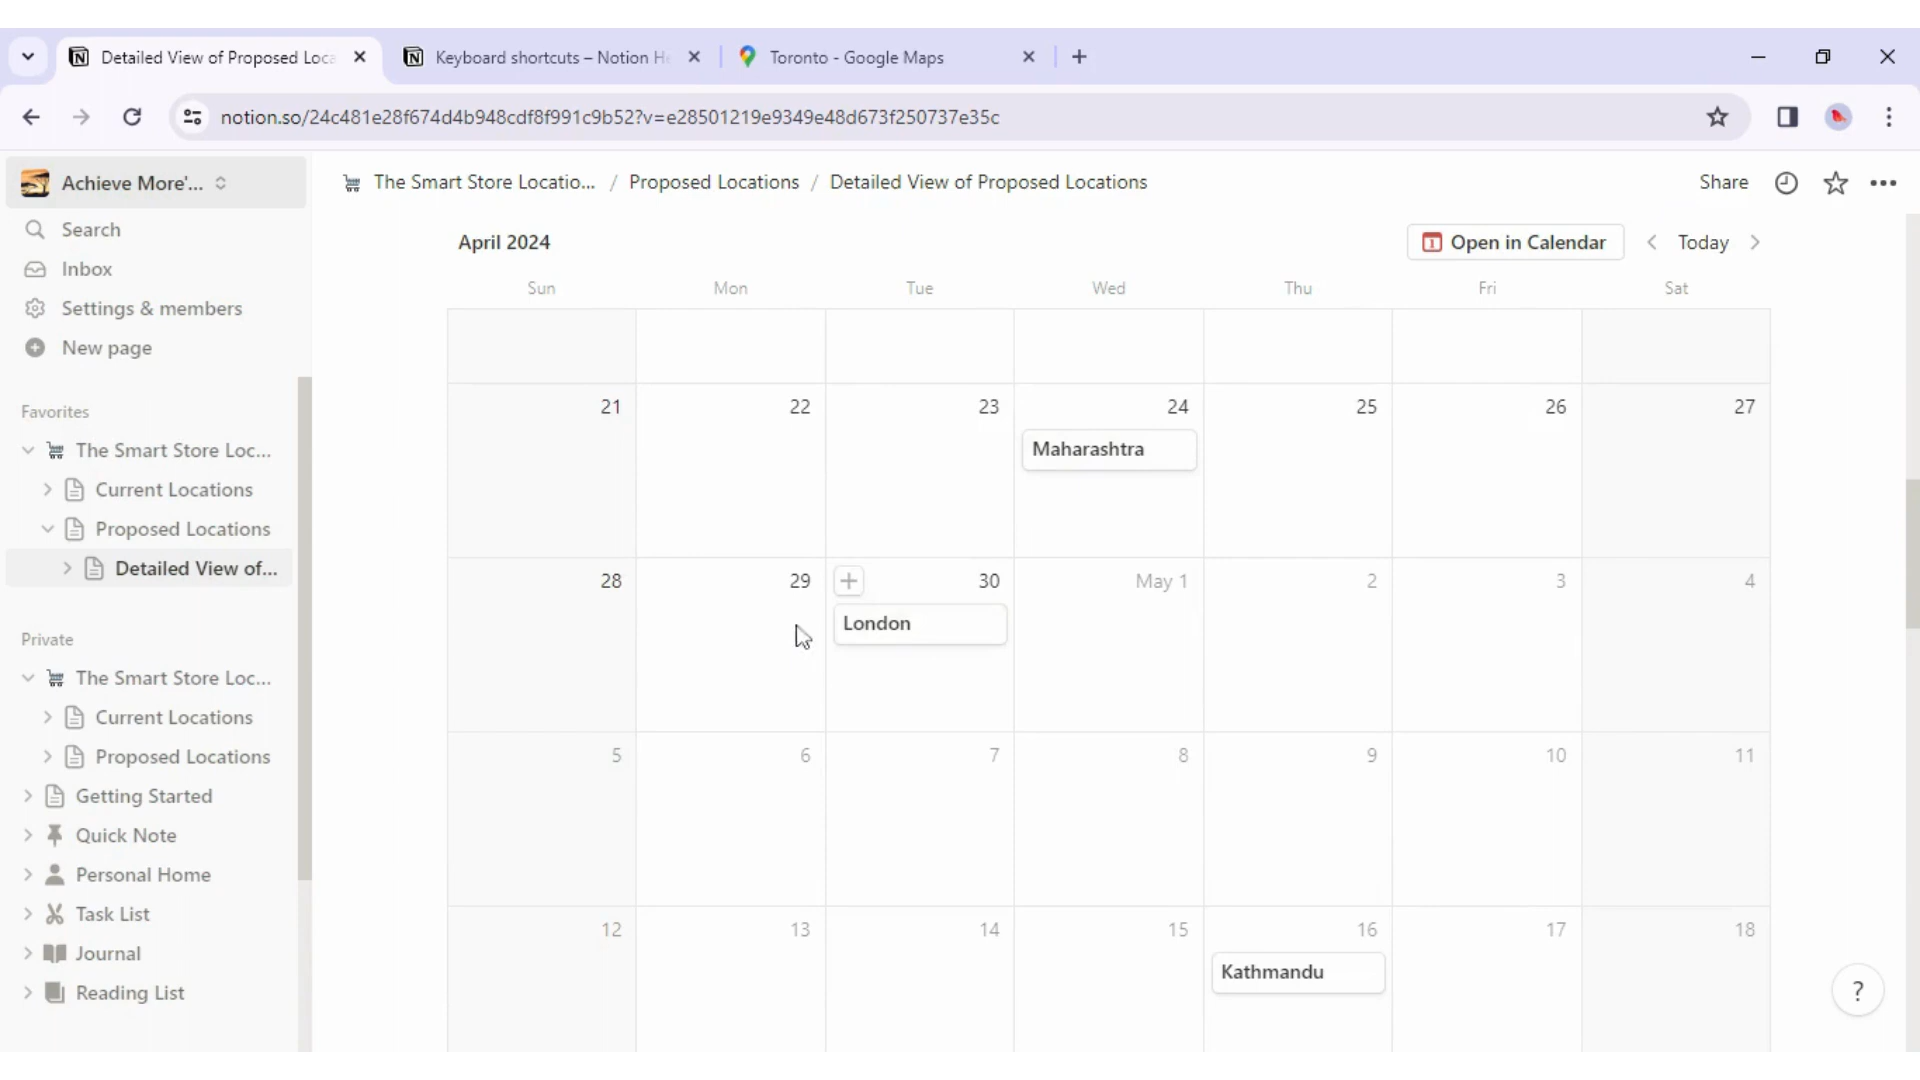 Detailed View of Proposed Loca
Keyboard shortcuts – Notion He
Toronto - Google Maps
notion.so/24c481e28f674d4b948cdf8f991c9b52?v=e28501219e9349e48d673f250737e35c
Achieve More'...
The Smart Store Locatio... / Proposed Locations / Detailed View of Proposed Locations
Share
Search
Inbox
Settings & members
New page
Favorites
The Smart Store Loc...
Current Locations
Proposed Locations
Detailed View of...
Private
The Smart Store Loc...
Current Locations
Proposed Locations
Getting Started
Quick Note
Personal Home
Task List
Journal
Reading List
April 2024
Open in Calendar
Today
Sun Mon Tue Wed Thu Fri Sat
21 22 23 24 25 26 27
Maharashtra
28 29 30 May 1 2 3 4
London
5 6 7 8 9 10 11
12 13 14 15 16 17 18
Kathmandu
?